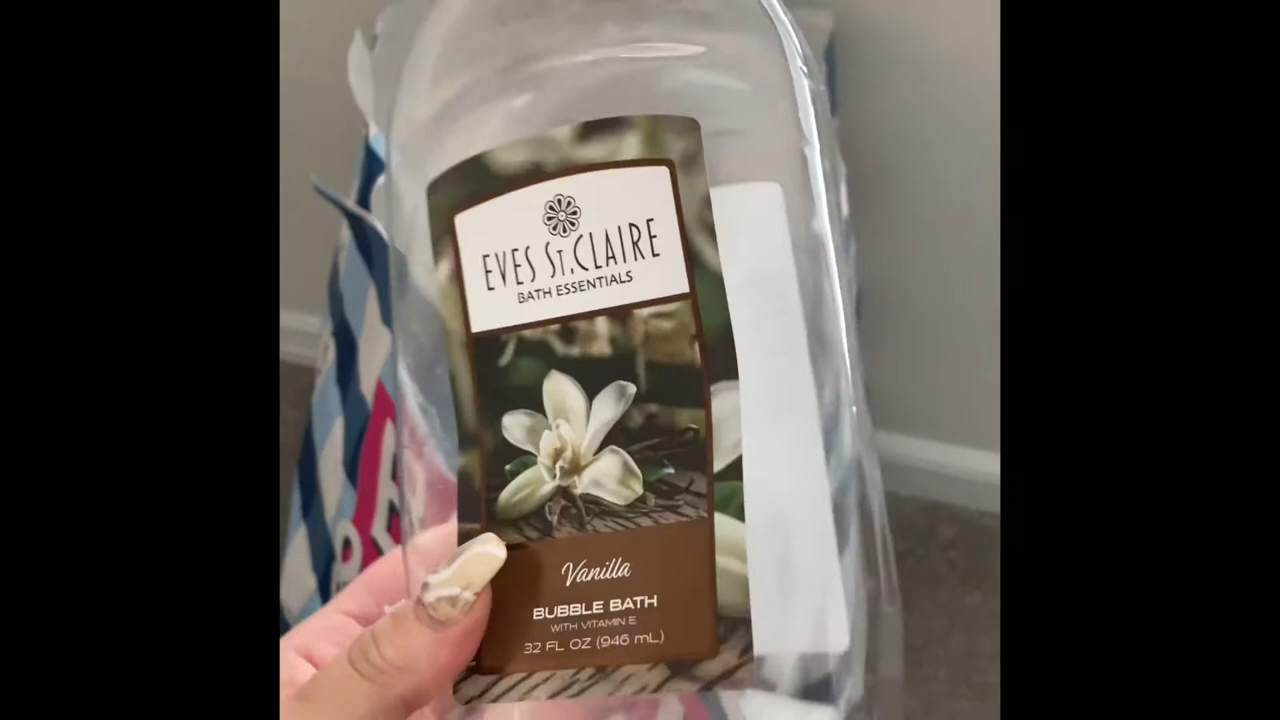 EVES ST. CLAIRE
BATH ESSENTIALS
Vanilla
BUBBLE BATH
WITH VITAMIN E
32 FL OZ (946 mL)